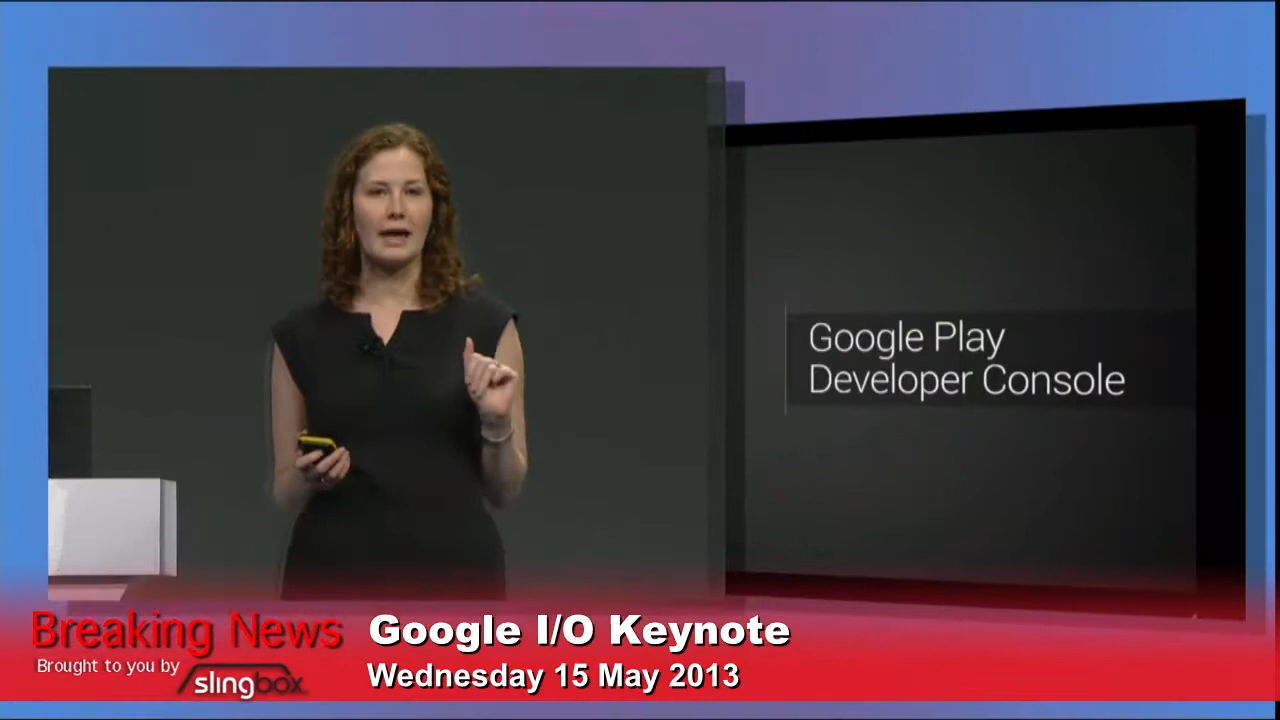 Google Play
Developer Console
Breaking News
Google I/O Keynote
Brought to you by
slingbox
Wednesday 15 May 2013